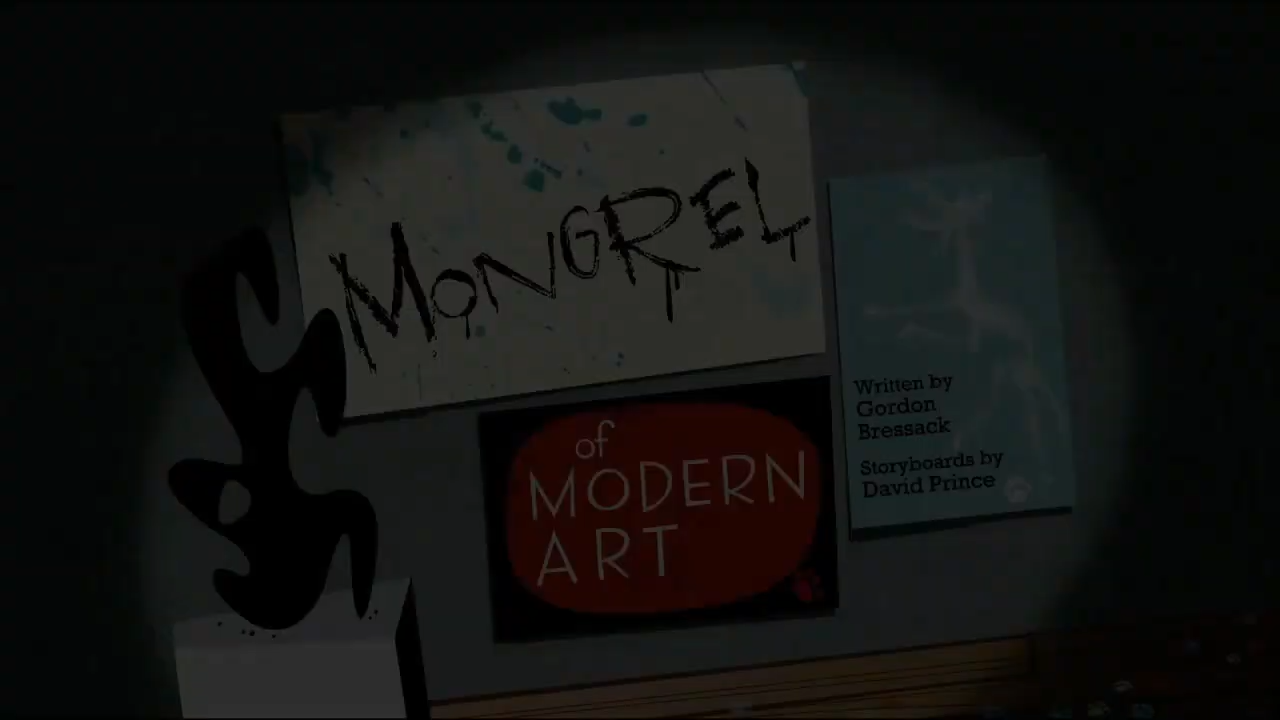 MONGREL
of
MODERN
ART
Written by
Gordon
Bressack
Storyboards by
David Prince